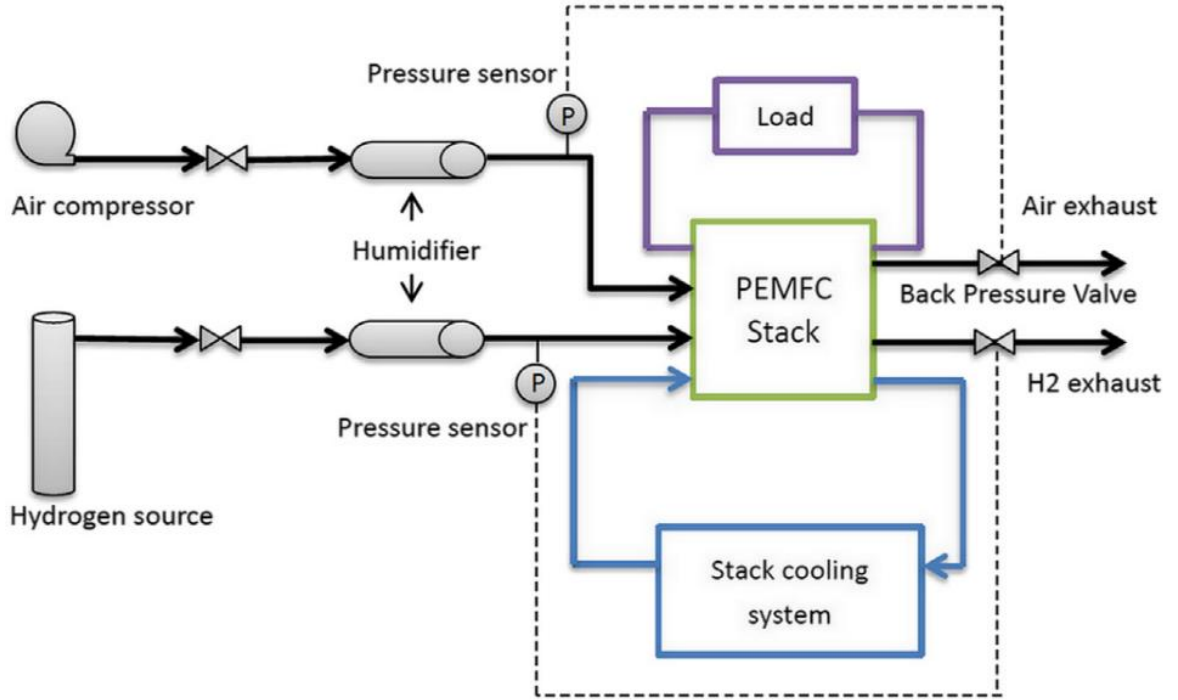 Pressure sensor
P
Load
Air compressor
Air exhaust
Humidifier
PEMFC
Stack
Back Pressure Valve
P
H2 exhaust
Pressure sensor
Hydrogen source
Stack cooling
system